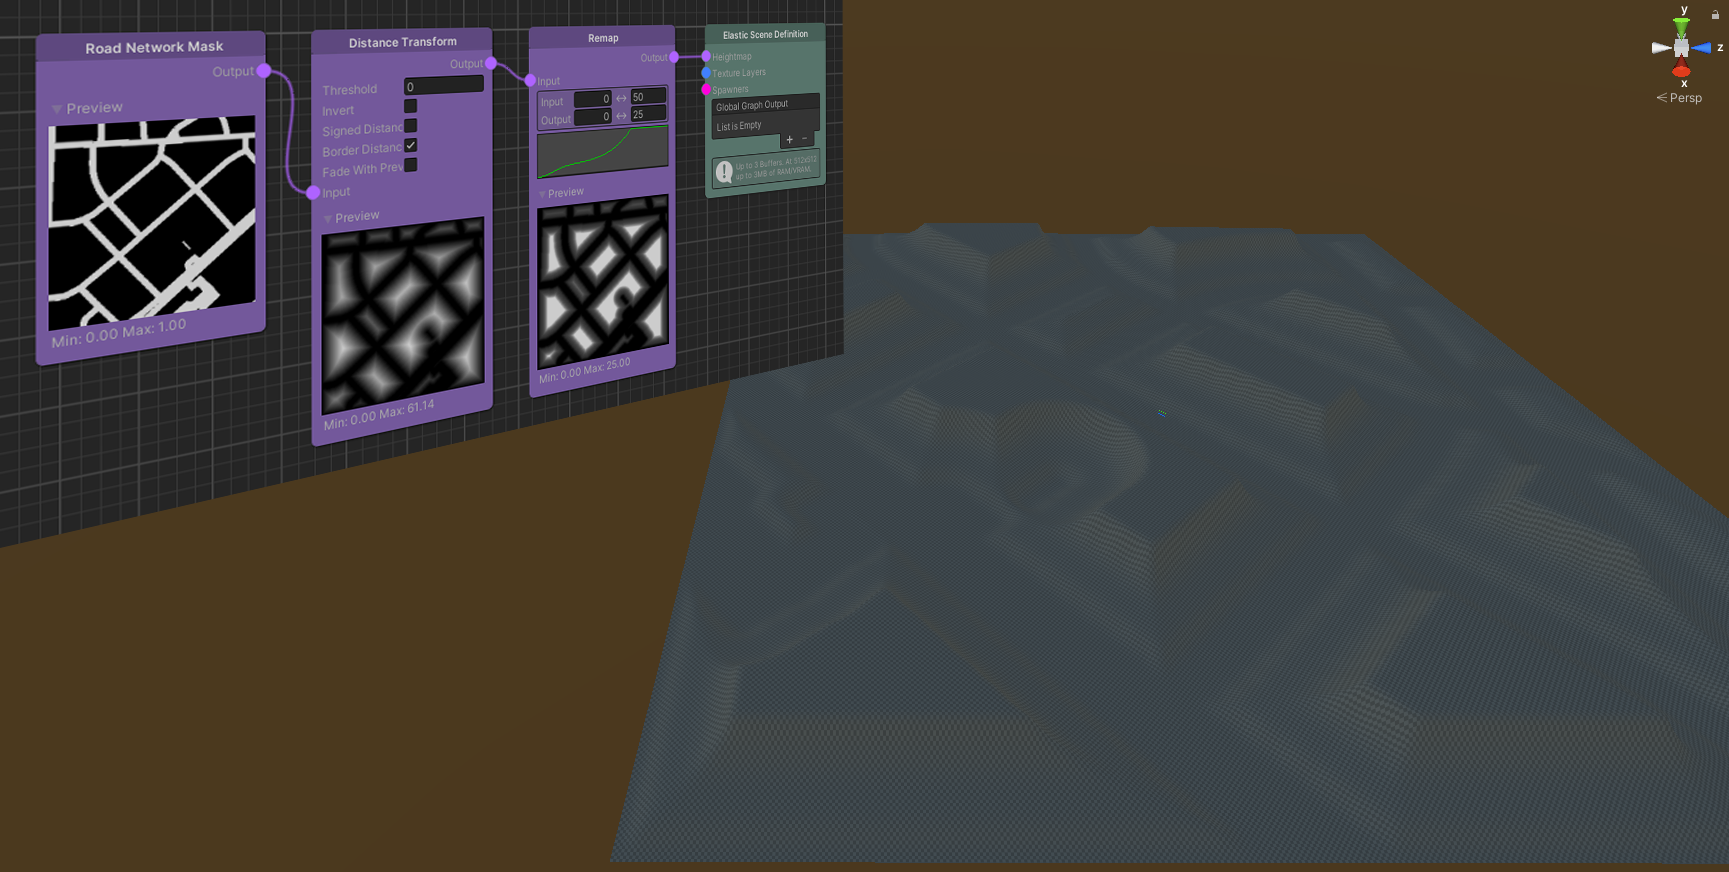 Road Network Mask
Output
Preview
Min: 0.00 Max: 1.00
Distance Transform
Output
Threshold
0
Invert
Signed Distanc
Border Distanc
Fade With Prev
Input
Preview
Min: 0.00 Max: 61.14
Remap
Output
Input
Input 0 ↔ 50
Output 0 ↔ 25
Preview
Min: 0.00 Max: 25.00
Elastic Scene Definition
Heightmap
Texture Layers
Spawners
Global Graph Output
List is Empty
+ −
Up to 3 Buffers. At 512x512
up to 3MB of RAM/VRAM.
y
z
x
< Persp